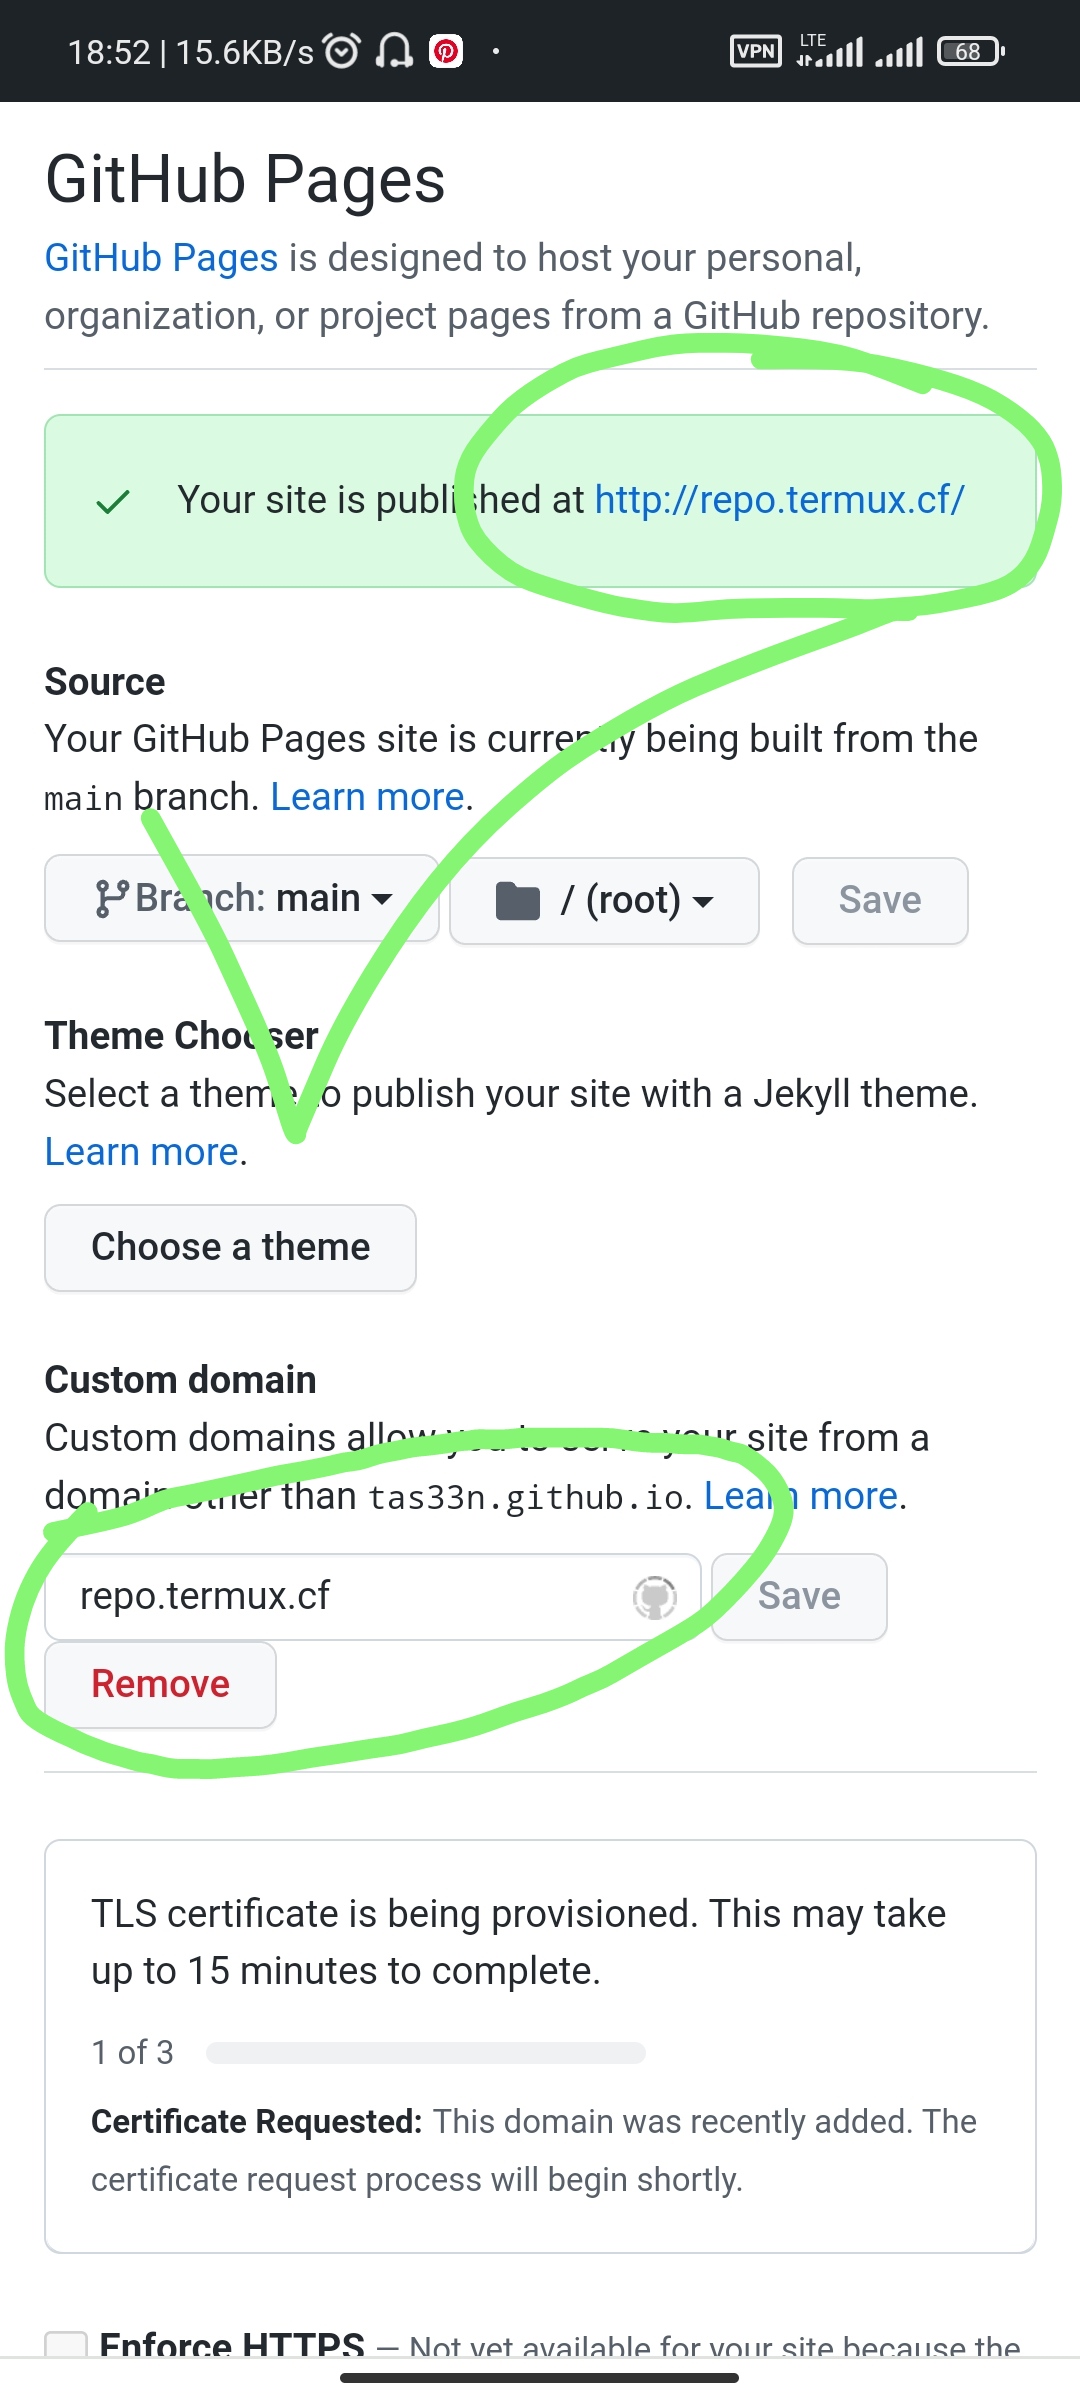 18:52 | 15.6KB/s VPN LTE 68
GitHub Pages
GitHub Pages is designed to host your personal,
organization, or project pages from a GitHub repository.
Your site is published at http://repo.termux.cf/
Source
Your GitHub Pages site is currently being built from the
main branch. Learn more.
Branch: main / (root) Save
Theme Chooser
Select a theme to publish your site with a Jekyll theme.
Learn more.
Choose a theme
Custom domain
Custom domains allow you to serve your site from a
domain other than tas33n.github.io. Learn more.
repo.termux.cf Save
Remove
TLS certificate is being provisioned. This may take
up to 15 minutes to complete.
1 of 3
Certificate Requested: This domain was recently added. The
certificate request process will begin shortly.
Enforce HTTPS — Not yet available for your site because the